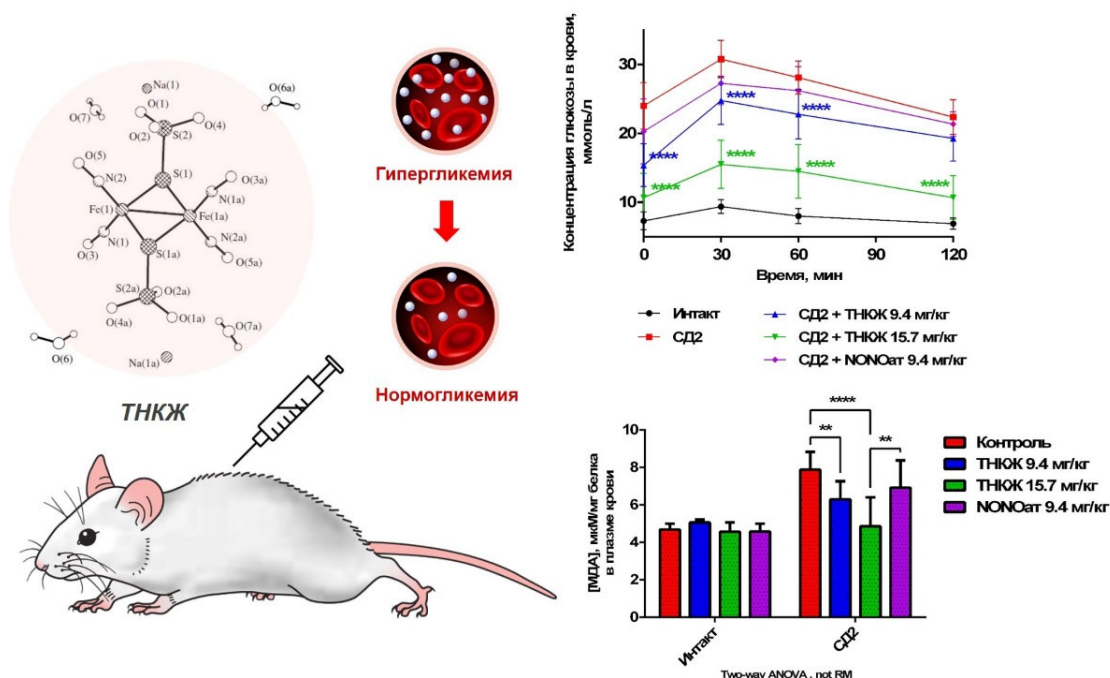 Na(1)
O(6a)
O(1)
O(7)
O(4)
O(2)
S(2)
O(5)
N(2)
S(1)
O(3a)
N(1a)
Fe(1)
Fe(1a)
N(1)
N(2a)
O(3)
S(1a)
O(5a)
S(2a)
O(2a)
O(4a)
O(1a)
O(7a)
O(6)
Na(1a)
ТНКЖ
Гипергликемия
Нормогликемия
Концентрация глюкозы в крови,
ммоль/л
30
20
10
****
****
****
****
****
****
****
0
30
60
90
120
Время, мин
Интакт
СД2
СД2 + ТНКЖ 9.4 мг/кг
СД2 + ТНКЖ 15.7 мг/кг
СД2 + NONOат 9.4 мг/кг
[МДА], мкМ/мг белка
в плазме крови
10
8
6
4
2
0
****
**
**
Интакт
СД2
Контроль
ТНКЖ 9.4 мг/кг
ТНКЖ 15.7 мг/кг
NONOат 9.4 мг/кг
Two-way ANOVA , not RM